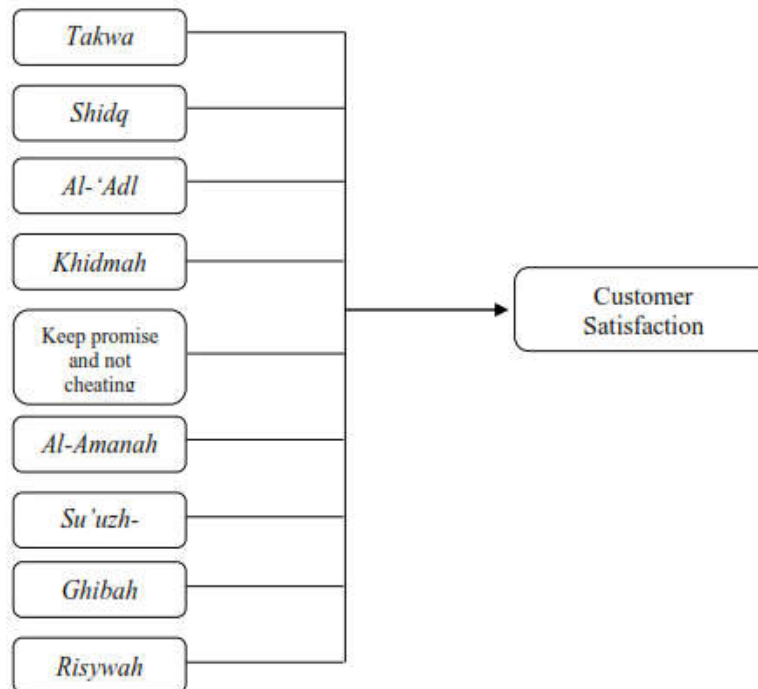 Takwa
Shidq
Al-‘Adl
Khidmah
Keep promise
and not
cheating
Al-Amanah
Su’uzh-
Ghibah
Risywah
Customer
Satisfaction